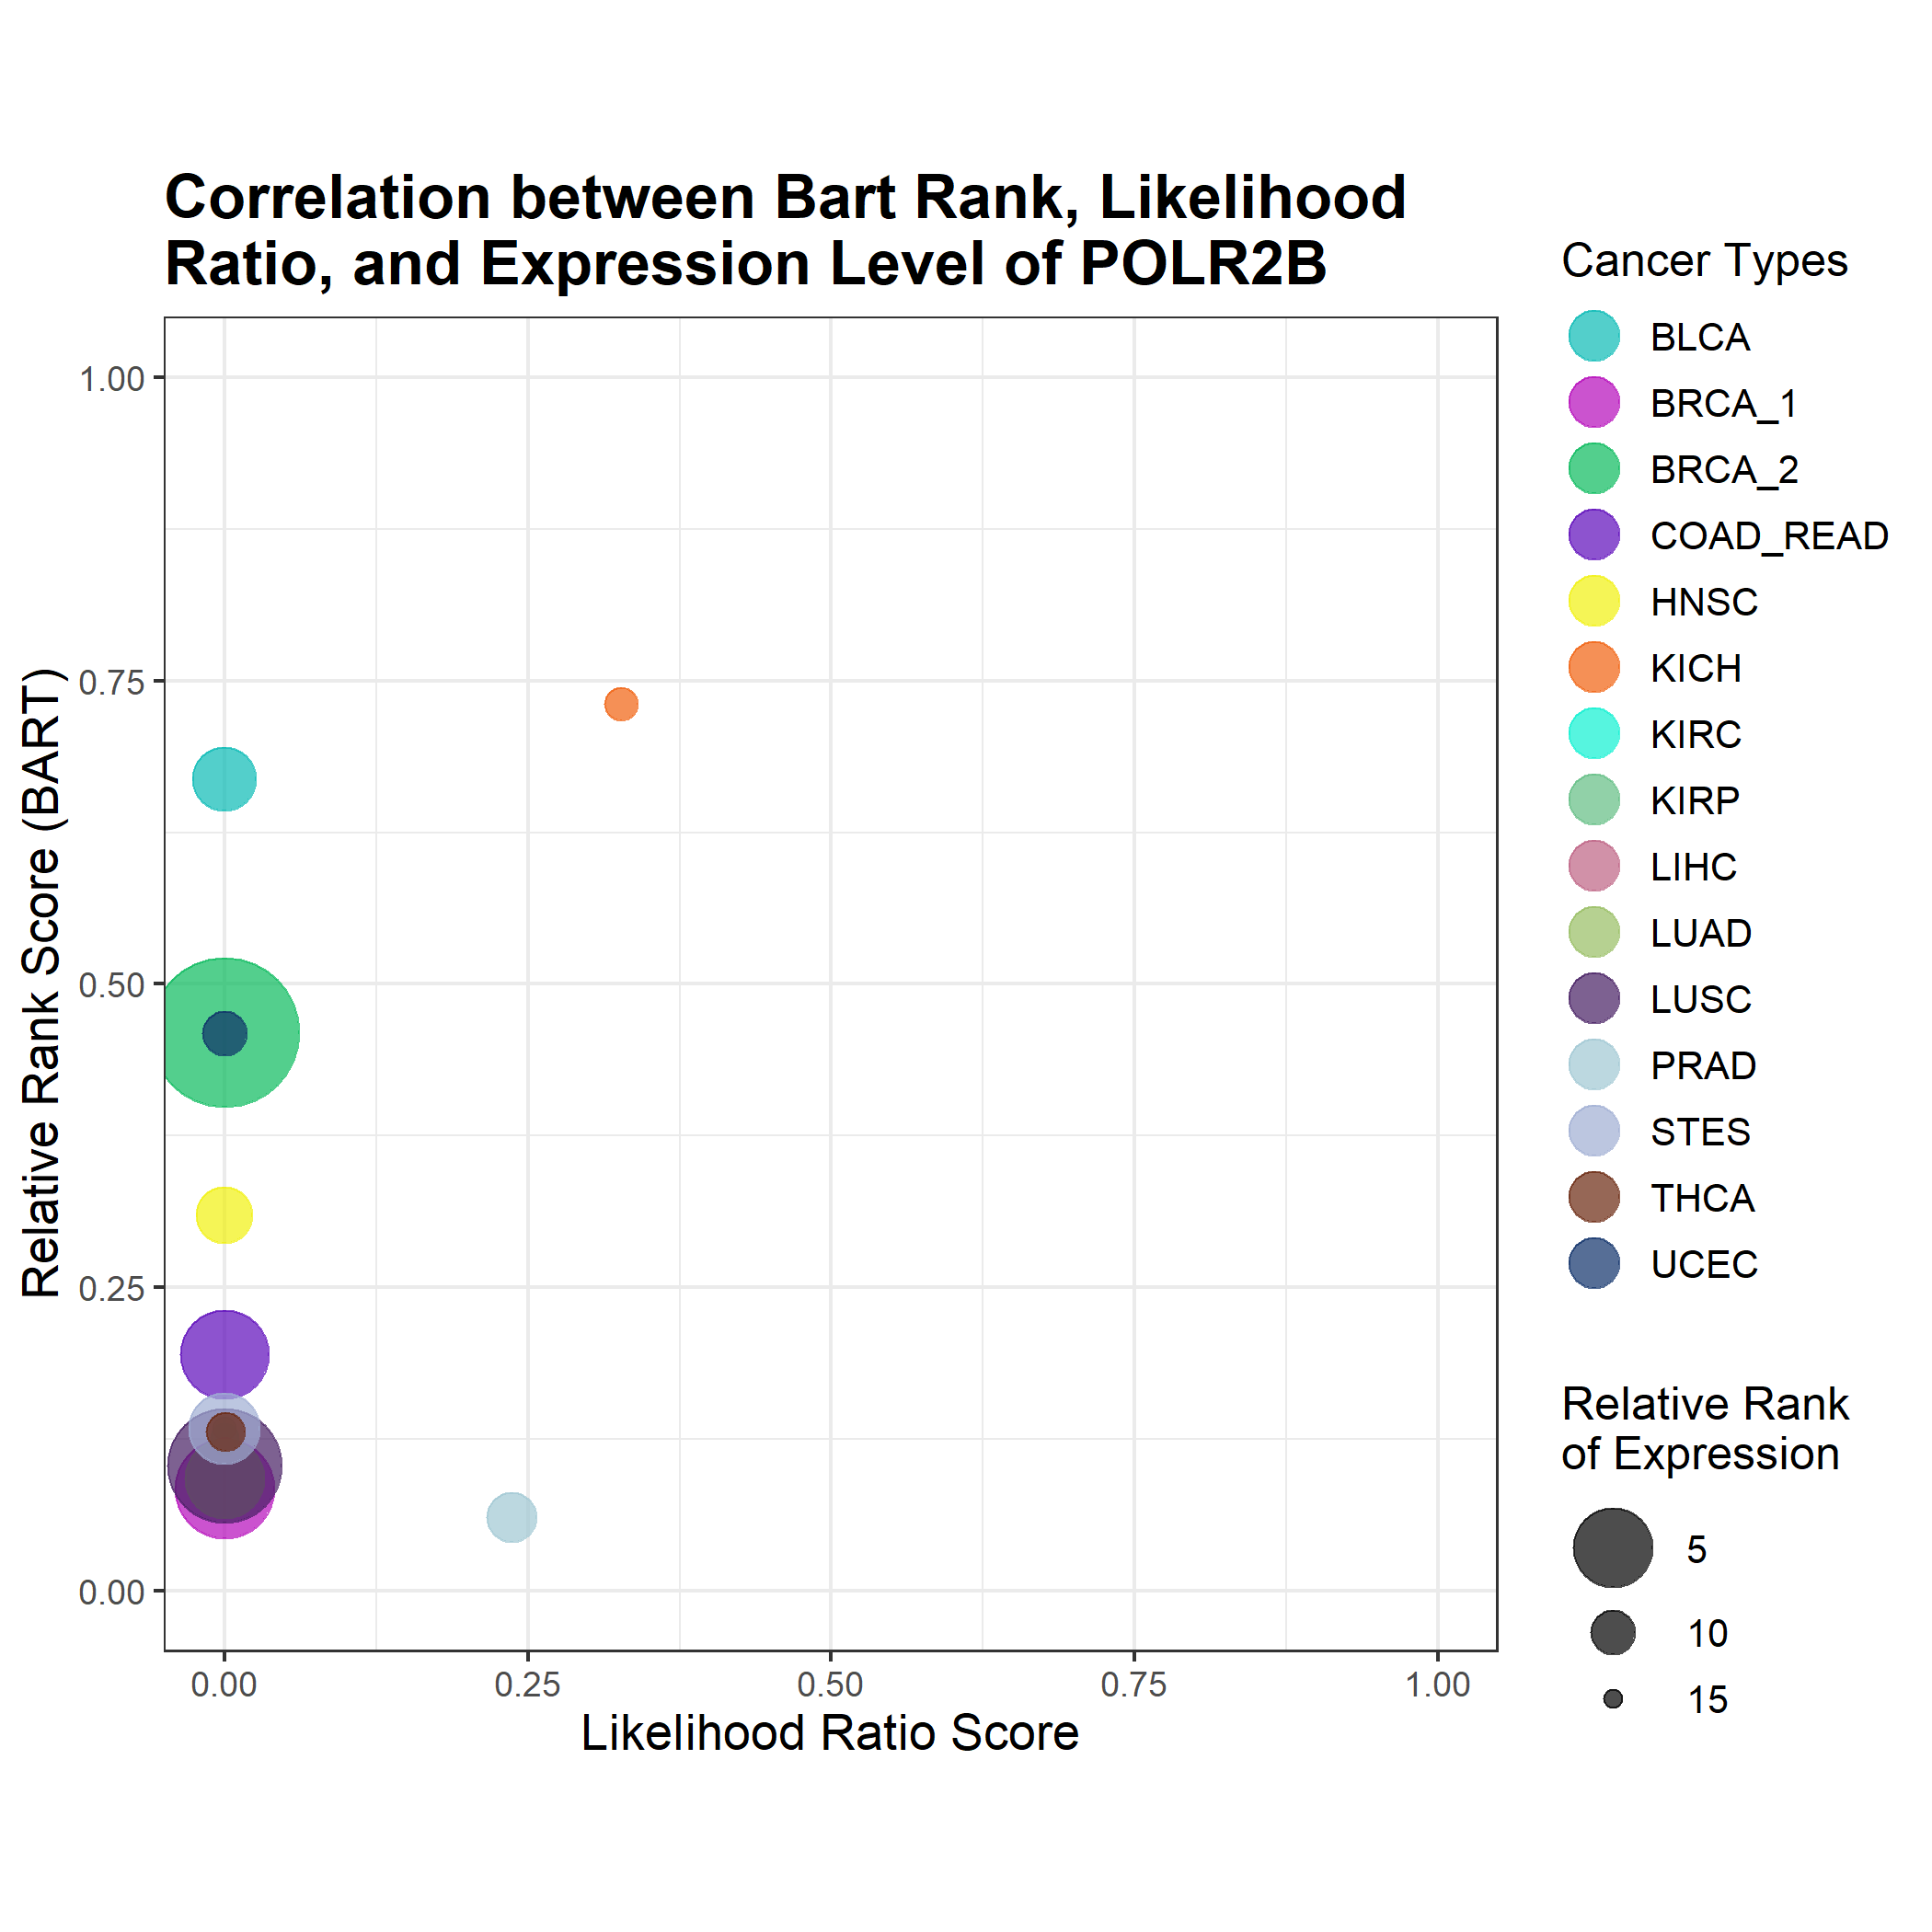 Correlation between Bart Rank, Likelihood
Ratio, and Expression Level of POLR2B
Relative Rank Score (BART)
1.00
0.75
0.50
0.25
0.00
0.00
0.25
0.50
0.75
1.00
Likelihood Ratio Score
Cancer Types
BLCA
BRCA_1
BRCA_2
COAD_READ
HNSC
KICH
KIRC
KIRP
LIHC
LUAD
LUSC
PRAD
STES
THCA
UCEC
Relative Rank
of Expression
5
10
15